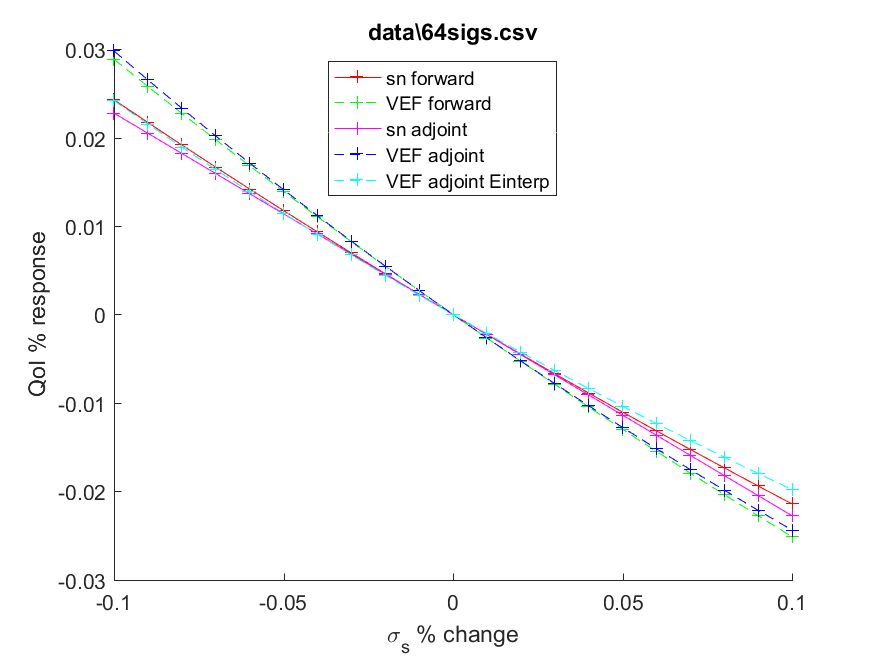 data\64sigs.csv
sn forward
VEF forward
sn adjoint
VEF adjoint
VEF adjoint Einterp
0.03
0.02
0.01
0
-0.01
-0.02
-0.03
QoI % response
-0.1
-0.05
0
0.05
0.1
σs % change